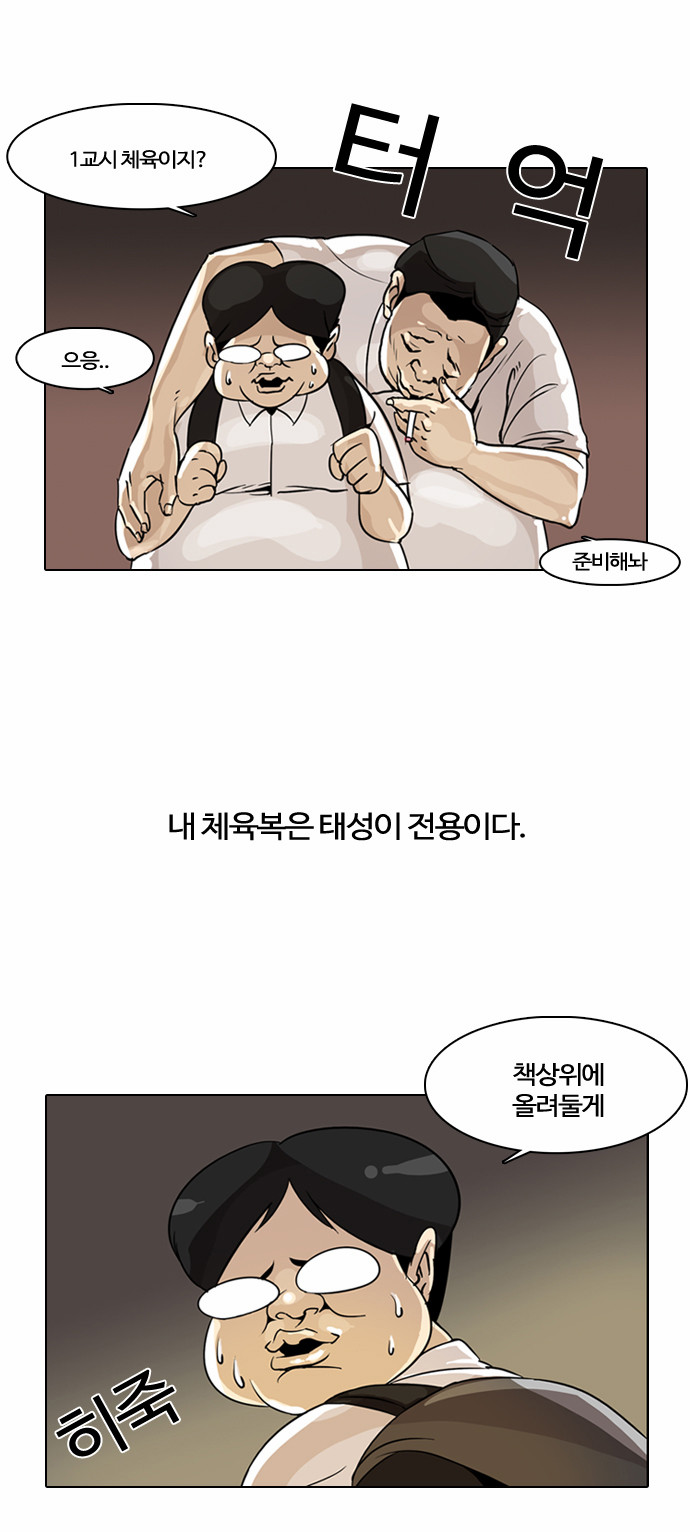 1교시 체육이지?
터억
으응..
준비해놔
내 체육복은 태성이 전용이다.
책상위에
올려둘게
히죽